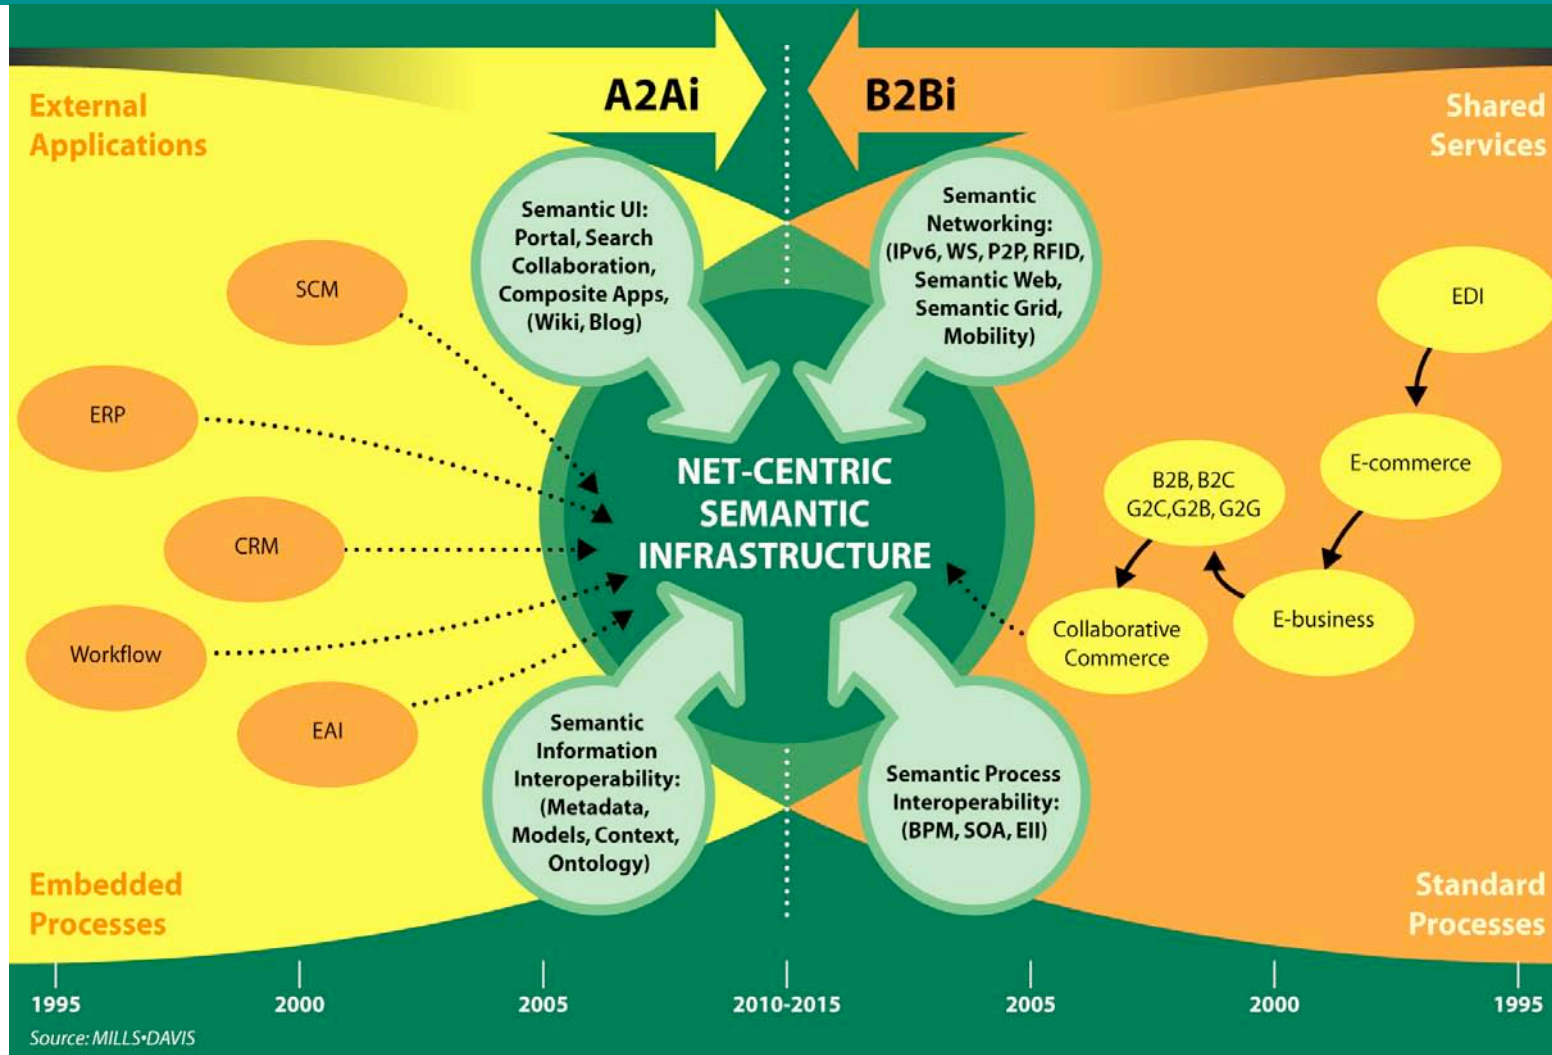 A2Ai
B2Bi
External
Applications
Shared
Services
Semantic UI:
Portal, Search
Collaboration,
Composite Apps,
(Wiki, Blog)
Semantic
Networking:
(IPv6, WS, P2P, RFID,
Semantic Web,
Semantic Grid,
Mobility)
SCM
ERP
CRM
Workflow
EAI
NET-CENTRIC
SEMANTIC
INFRASTRUCTURE
EDI
E-commerce
B2B, B2C
G2C,G2B, G2G
E-business
Collaborative
Commerce
Semantic
Information
Interoperability:
(Metadata,
Models, Context,
Ontology)
Semantic Process
Interoperability:
(BPM, SOA, EII)
Embedded
Processes
Standard
Processes
1995
2000
2005
2010-2015
2005
2000
1995
Source: MILLS•DAVIS